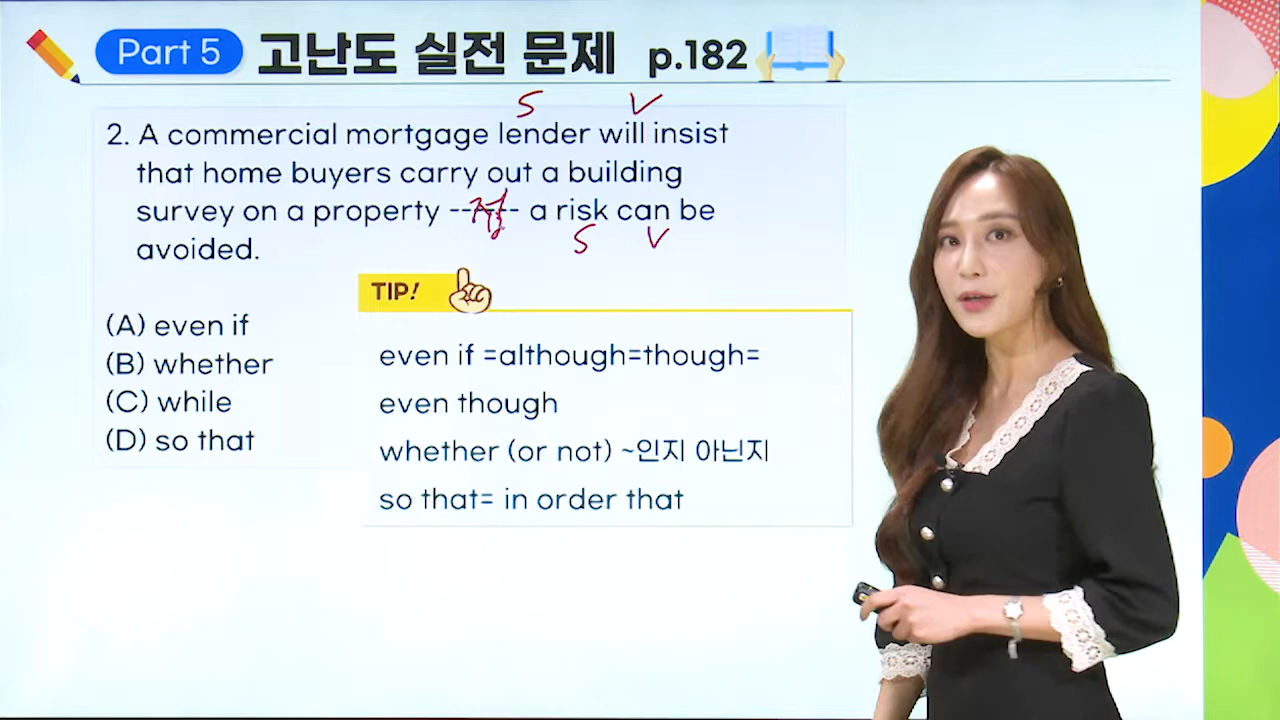 Part 5 고난도 실전 문제 p.182
S V
2. A commercial mortgage lender will insist
that home buyers carry out a building
survey on a property ------- a risk can be
접
S V
avoided.
(A) even if
(B) whether
(C) while
(D) so that
TIP!
even if =although=though=
even though
whether (or not) ~인지 아닌지
so that= in order that